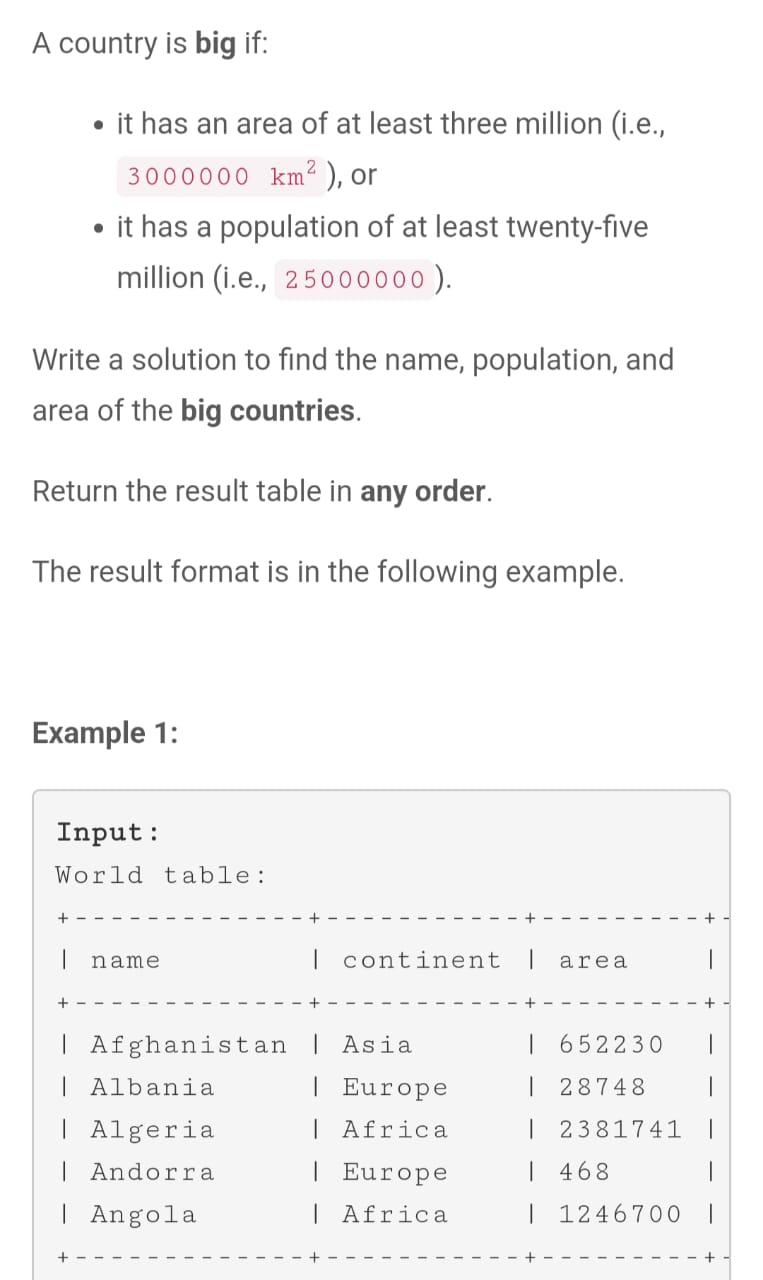 A country is big if:
• it has an area of at least three million (i.e.,
3000000 km² ), or
• it has a population of at least twenty-five
million (i.e., 25000000 ).
Write a solution to find the name, population, and
area of the big countries.
Return the result table in any order.
The result format is in the following example.
Example 1:
Input:
World table:
+-------------+-----------+---------+-
| name | continent | area |
+-------------+-----------+---------+-
| Afghanistan | Asia | 652230 |
| Albania | Europe | 28748 |
| Algeria | Africa | 2381741 |
| Andorra | Europe | 468 |
| Angola | Africa | 1246700 |
+-------------+-----------+---------+-